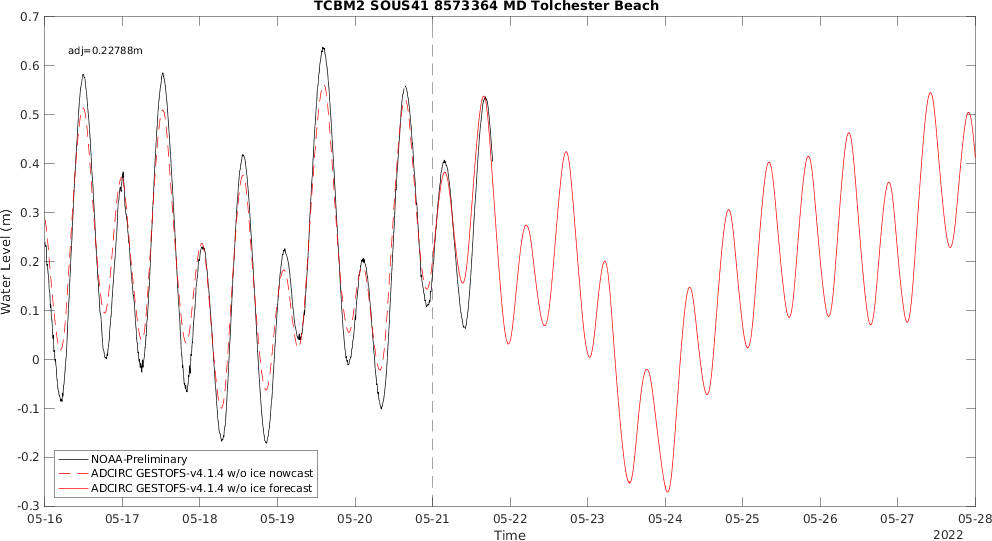 TCBM2 SOUS41 8573364 MD Tolchester Beach
adj=0.22788m
0.7
0.6
0.5
0.4
0.3
0.2
0.1
0
-0.1
-0.2
-0.3
Water Level (m)
NOAA-Preliminary
ADCIRC GESTOFS-v4.1.4 w/o ice nowcast
ADCIRC GESTOFS-v4.1.4 w/o ice forecast
05-16 05-17 05-18 05-19 05-20 05-21 05-22 05-23 05-24 05-25 05-26 05-27 05-28
Time
2022